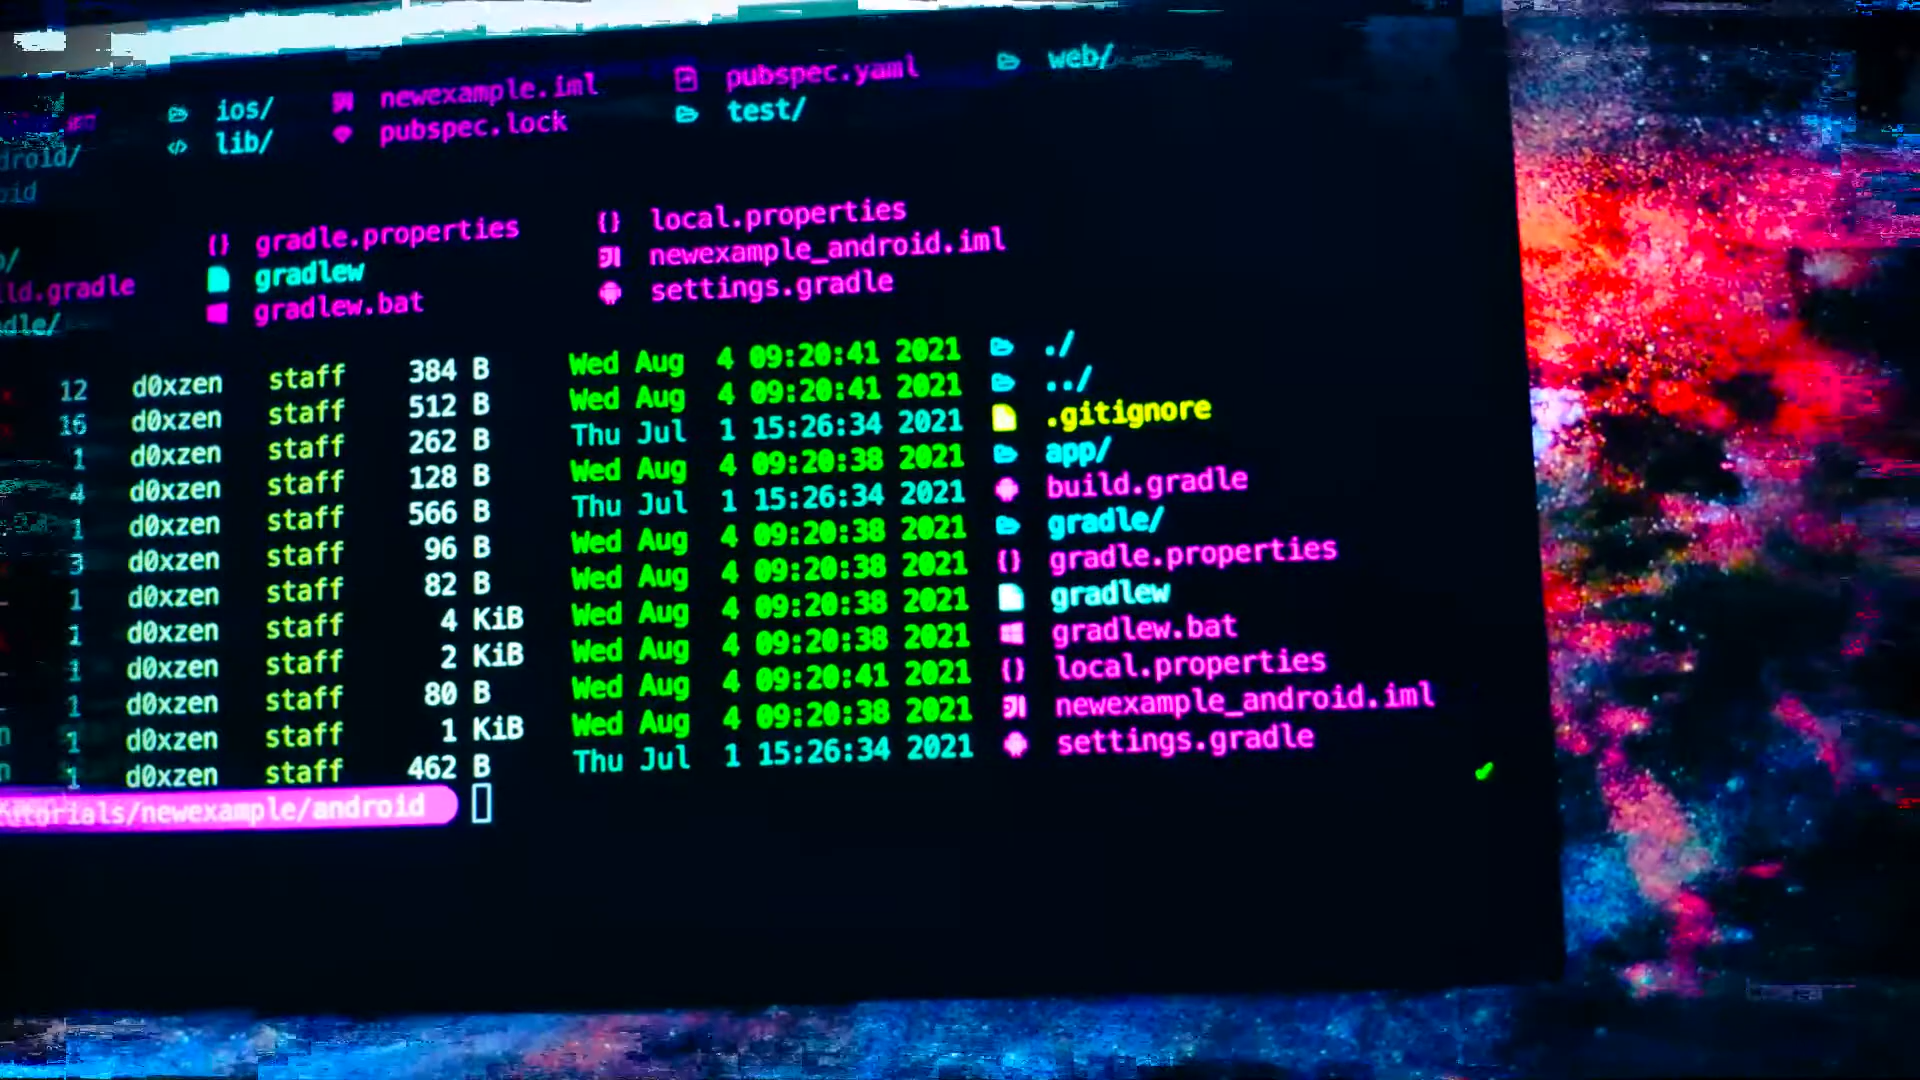 ios/ newexample.iml pubspec.yaml web/
lib/ pubspec.lock test/
gradle.properties local.properties
gradlew newexample_android.iml
ld.gradle gradlew.bat settings.gradle
12 d0xzen staff 384 B Wed Aug 4 09:20:41 2021 ./
16 d0xzen staff 512 B Wed Aug 4 09:20:41 2021 ../
1 d0xzen staff 262 B Thu Jul 1 15:26:34 2021 .gitignore
4 d0xzen staff 128 B Wed Aug 4 09:20:38 2021 app/
1 d0xzen staff 566 B Thu Jul 1 15:26:34 2021 build.gradle
3 d0xzen staff 96 B Wed Aug 4 09:20:38 2021 gradle/
1 d0xzen staff 82 B Wed Aug 4 09:20:38 2021 gradle.properties
1 d0xzen staff 4 KiB Wed Aug 4 09:20:38 2021 gradlew
1 d0xzen staff 2 KiB Wed Aug 4 09:20:38 2021 gradlew.bat
1 d0xzen staff 80 B Wed Aug 4 09:20:41 2021 local.properties
1 d0xzen staff 1 KiB Wed Aug 4 09:20:38 2021 newexample_android.iml
1 d0xzen staff 462 B Thu Jul 1 15:26:34 2021 settings.gradle
utorials/newexample/android